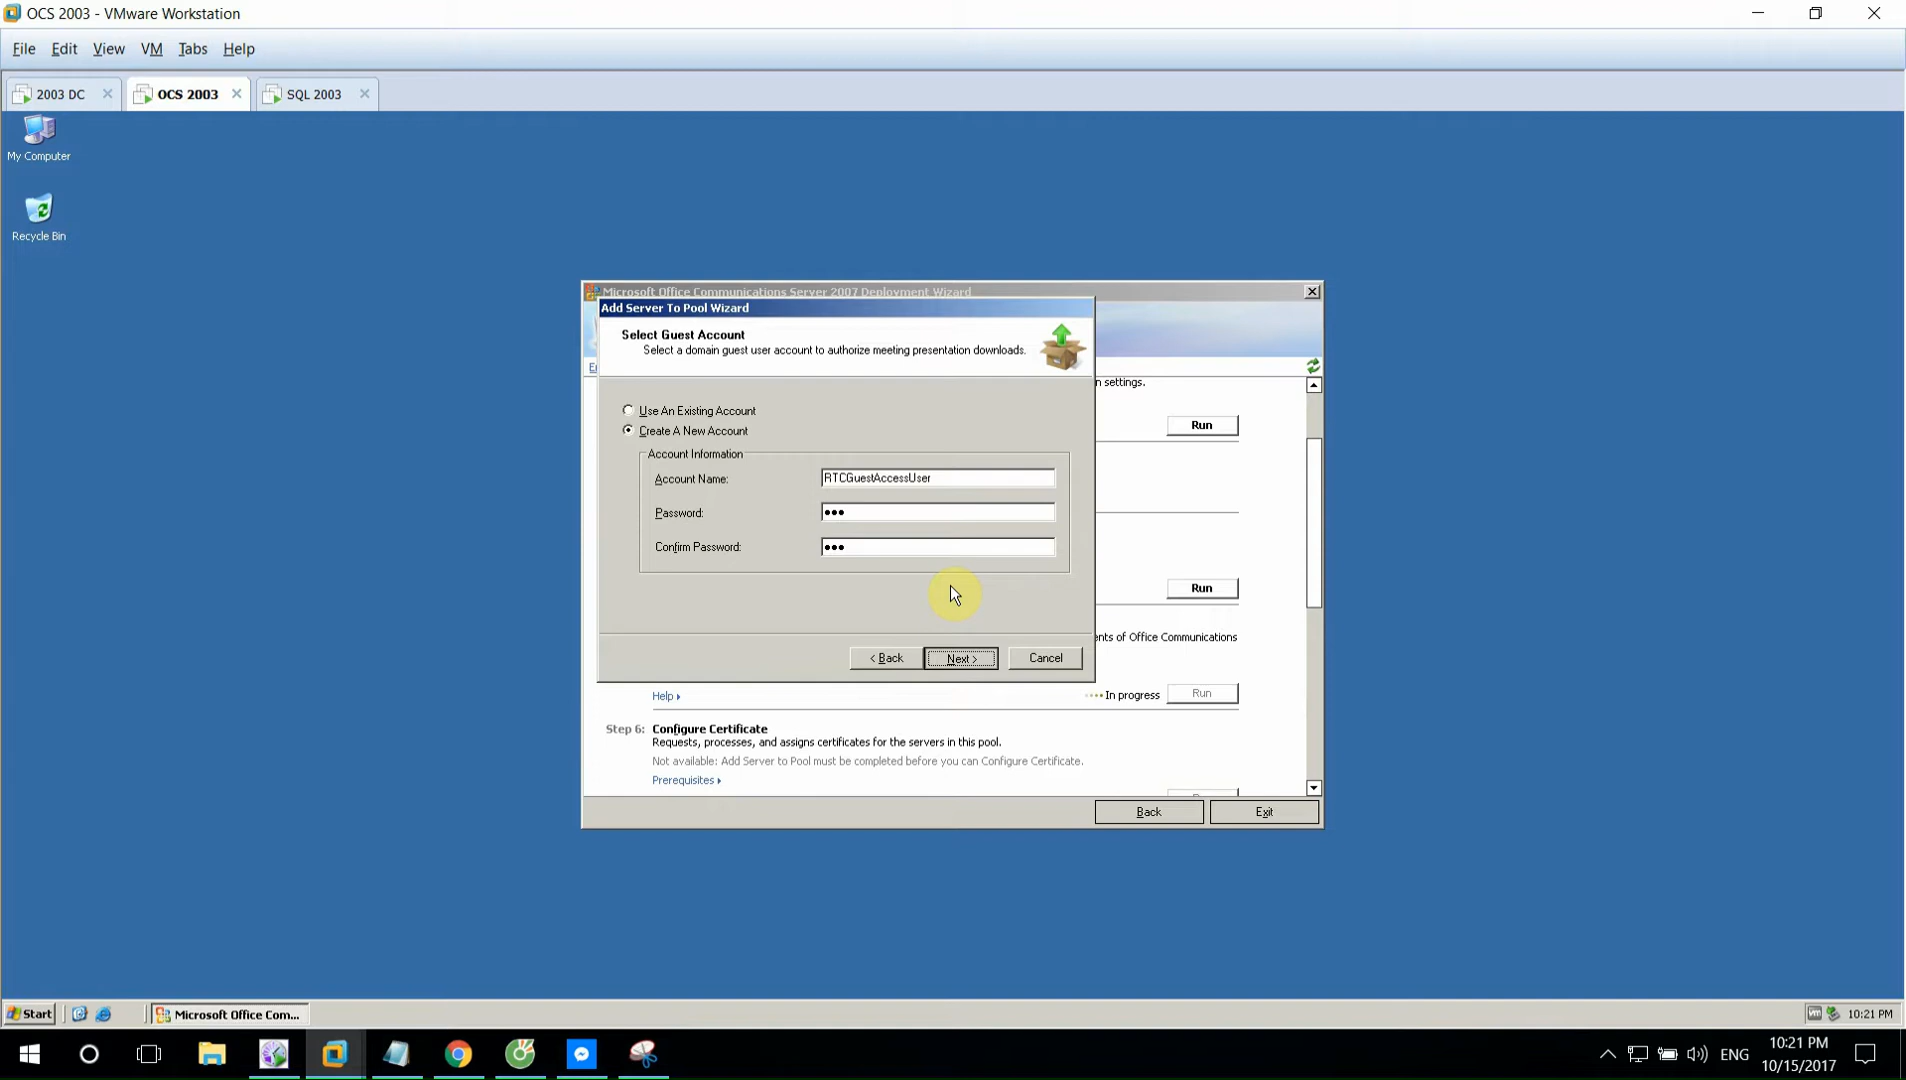 OCS 2003 - VMware Workstation
File Edit View VM Tabs Help
2003 DC OCS 2003 SQL 2003
My Computer
Recycle Bin
Microsoft Office Communications Server 2007 Deployment Wizard
Add Server To Pool Wizard
Select Guest Account
Select a domain guest user account to authorize meeting presentation downloads.
n settings.
Use An Existing Account
Run
Create A New Account
Account Information
Account Name: RTCGuestAccessUser
Password: •••
Confirm Password: •••
Run
nts of Office Communications
< Back Next > Cancel
Help In progress Run
Step 6: Configure Certificate
Requests, processes, and assigns certificates for the servers in this pool.
Not available: Add Server to Pool must be completed before you can Configure Certificate.
Prerequisites
Back Exit
Start Microsoft Office Com... 10:21 PM
ENG 10:21 PM
10/15/2017